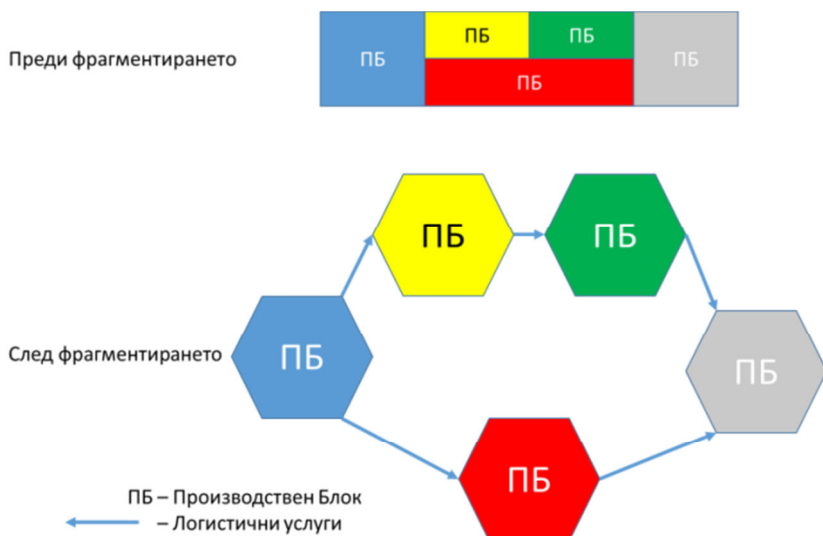 Преди фрагментирането
ПБ
ПБ
ПБ
ПБ
ПБ
След фрагментирането
ПБ
ПБ
ПБ
ПБ
ПБ
ПБ – Производствен Блок
– Логистични услуги